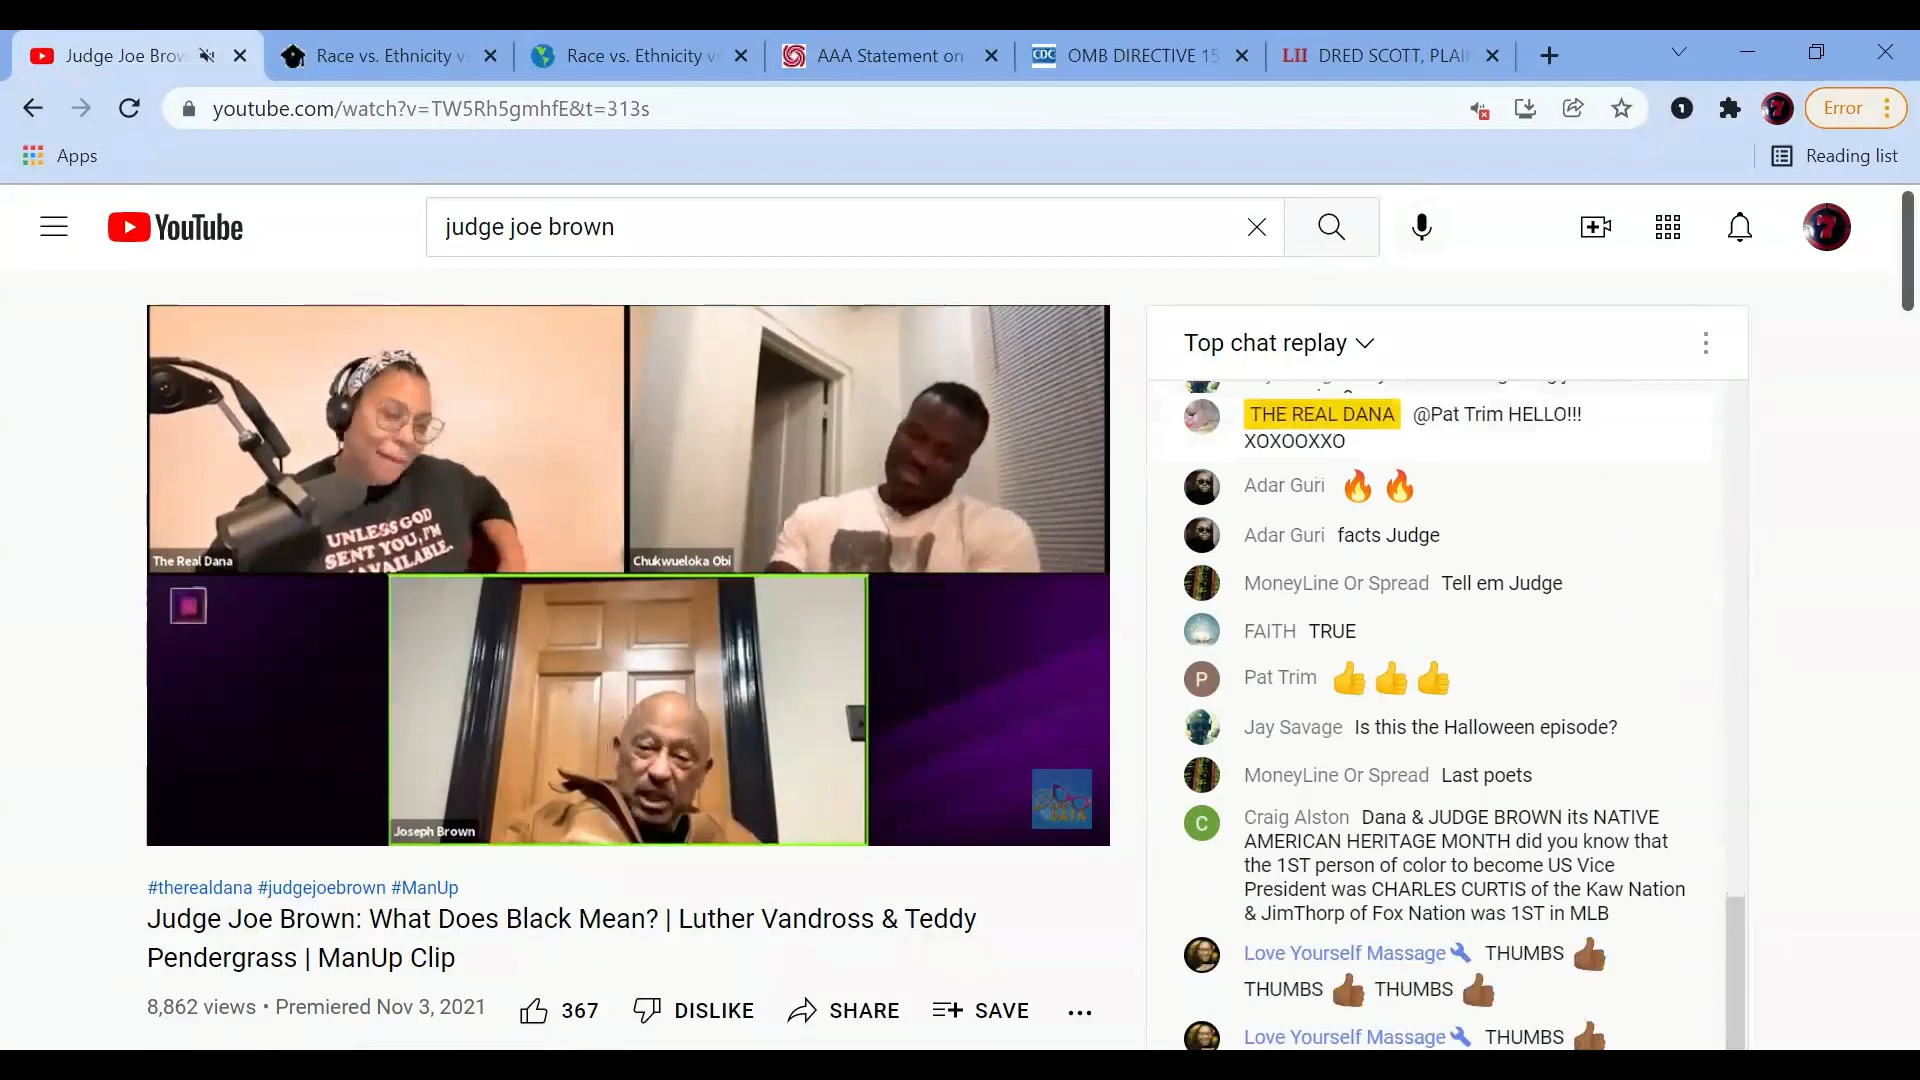 Judge Joe Brow
Race vs. Ethnicity v
Race vs. Ethnicity v
AAA Statement on
CDC
OMB DIRECTIVE 15
LII
DRED SCOTT, PLAI
youtube.com/watch?v=TW5Rh5gmhfE&t=313s
1
7
Error
Apps
Reading list
YouTube
judge joe brown
7
UNLESS GOD
SENT YOU, I'M
The Real Dana
Chukwueloka Obi
Joseph Brown
DATA
#therealdana #judgejoebrown #ManUp
Judge Joe Brown: What Does Black Mean? | Luther Vandross & Teddy
Pendergrass | ManUp Clip
8,862 views • Premiered Nov 3, 2021
367
DISLIKE
SHARE
SAVE
Top chat replay
THE REAL DANA @Pat Trim HELLO!!!
XOXOOXXO
Adar Guri 🔥 🔥
Adar Guri facts Judge
MoneyLine Or Spread Tell em Judge
FAITH TRUE
P
Pat Trim 👍 👍 👍
Jay Savage Is this the Halloween episode?
MoneyLine Or Spread Last poets
C
Craig Alston Dana & JUDGE BROWN its NATIVE
AMERICAN HERITAGE MONTH did you know that
the 1ST person of color to become US Vice
President was CHARLES CURTIS of the Kaw Nation
& JimThorp of Fox Nation was 1ST in MLB
Love Yourself Massage THUMBS 👍🏾
THUMBS 👍🏾 THUMBS 👍🏾
Love Yourself Massage THUMBS 👍🏾